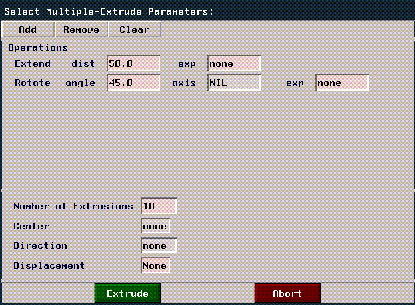 Select Multiple-Extrude Parameters:
Add Remove Clear
Operations
Extend dist 50.0 exp none
Rotate angle 45.0 axis NIL exp none
Number of Extrusions 10
Center none
Direction none
Displacement None
Extrude Abort